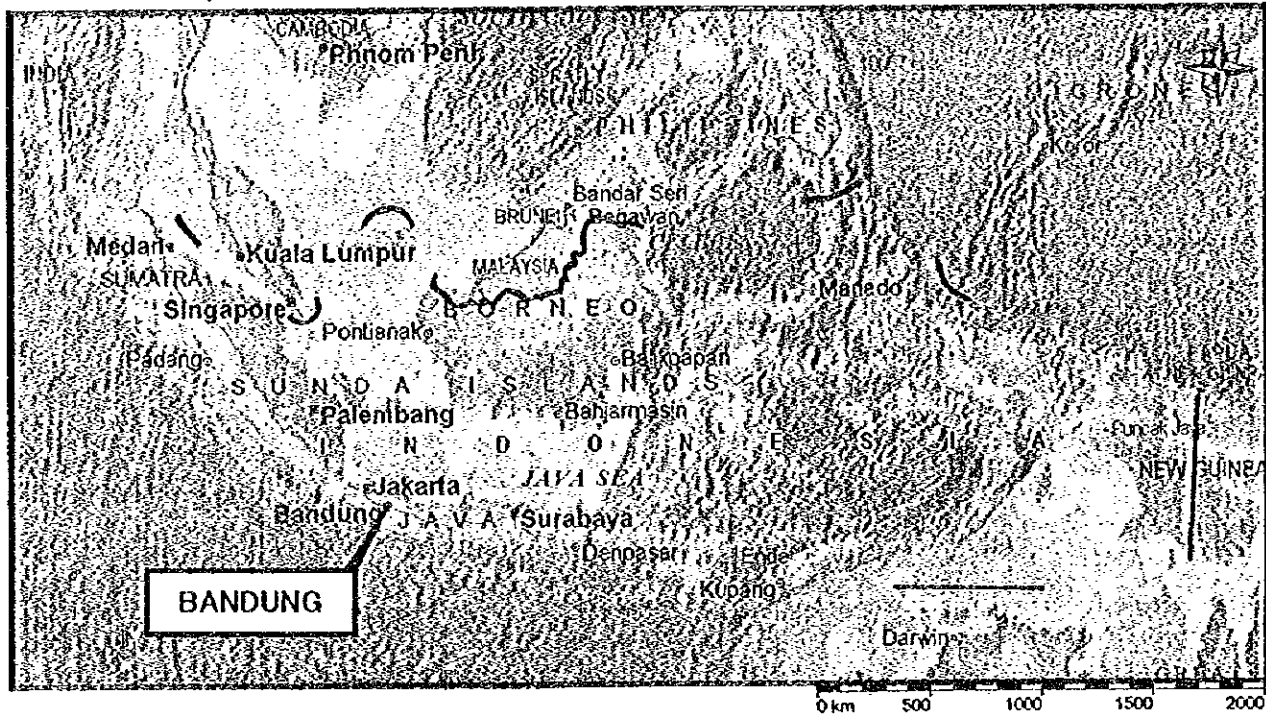 CAMBODIA
Phnom Penh
INDIA
PHILIPPINES
Koror
Bandar Seri
BRUNEI Begawan
Medan
Kuala Lumpur
MALAYSIA
SUMATRA
Manado
Singapore
BORNEO
Pontianak
Padang
Balikpapan
SUNDA ISLANDS
Palembang
Banjarmasin
INDONESIA
Puncak Jaya
JAVA SEA
NEW GUINEA
Jakarta
Bandung JAVA Surabaya
Denpasar
Kupang
BANDUNG
Darwin
0 km 500 1000 1500 2000